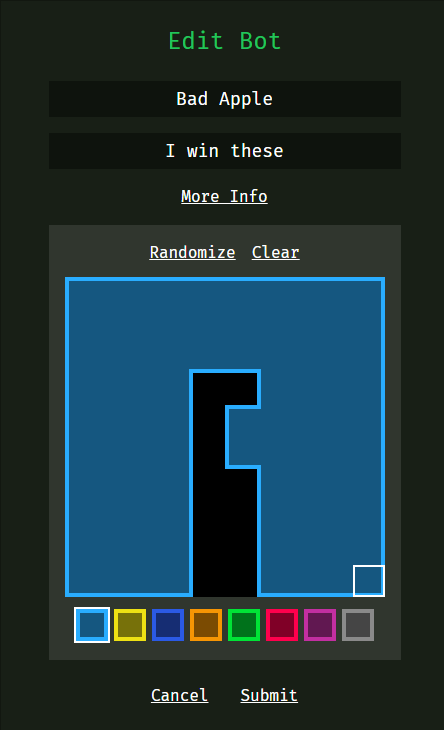 Edit Bot
Bad Apple
I win these
More Info
Randomize Clear
Cancel Submit